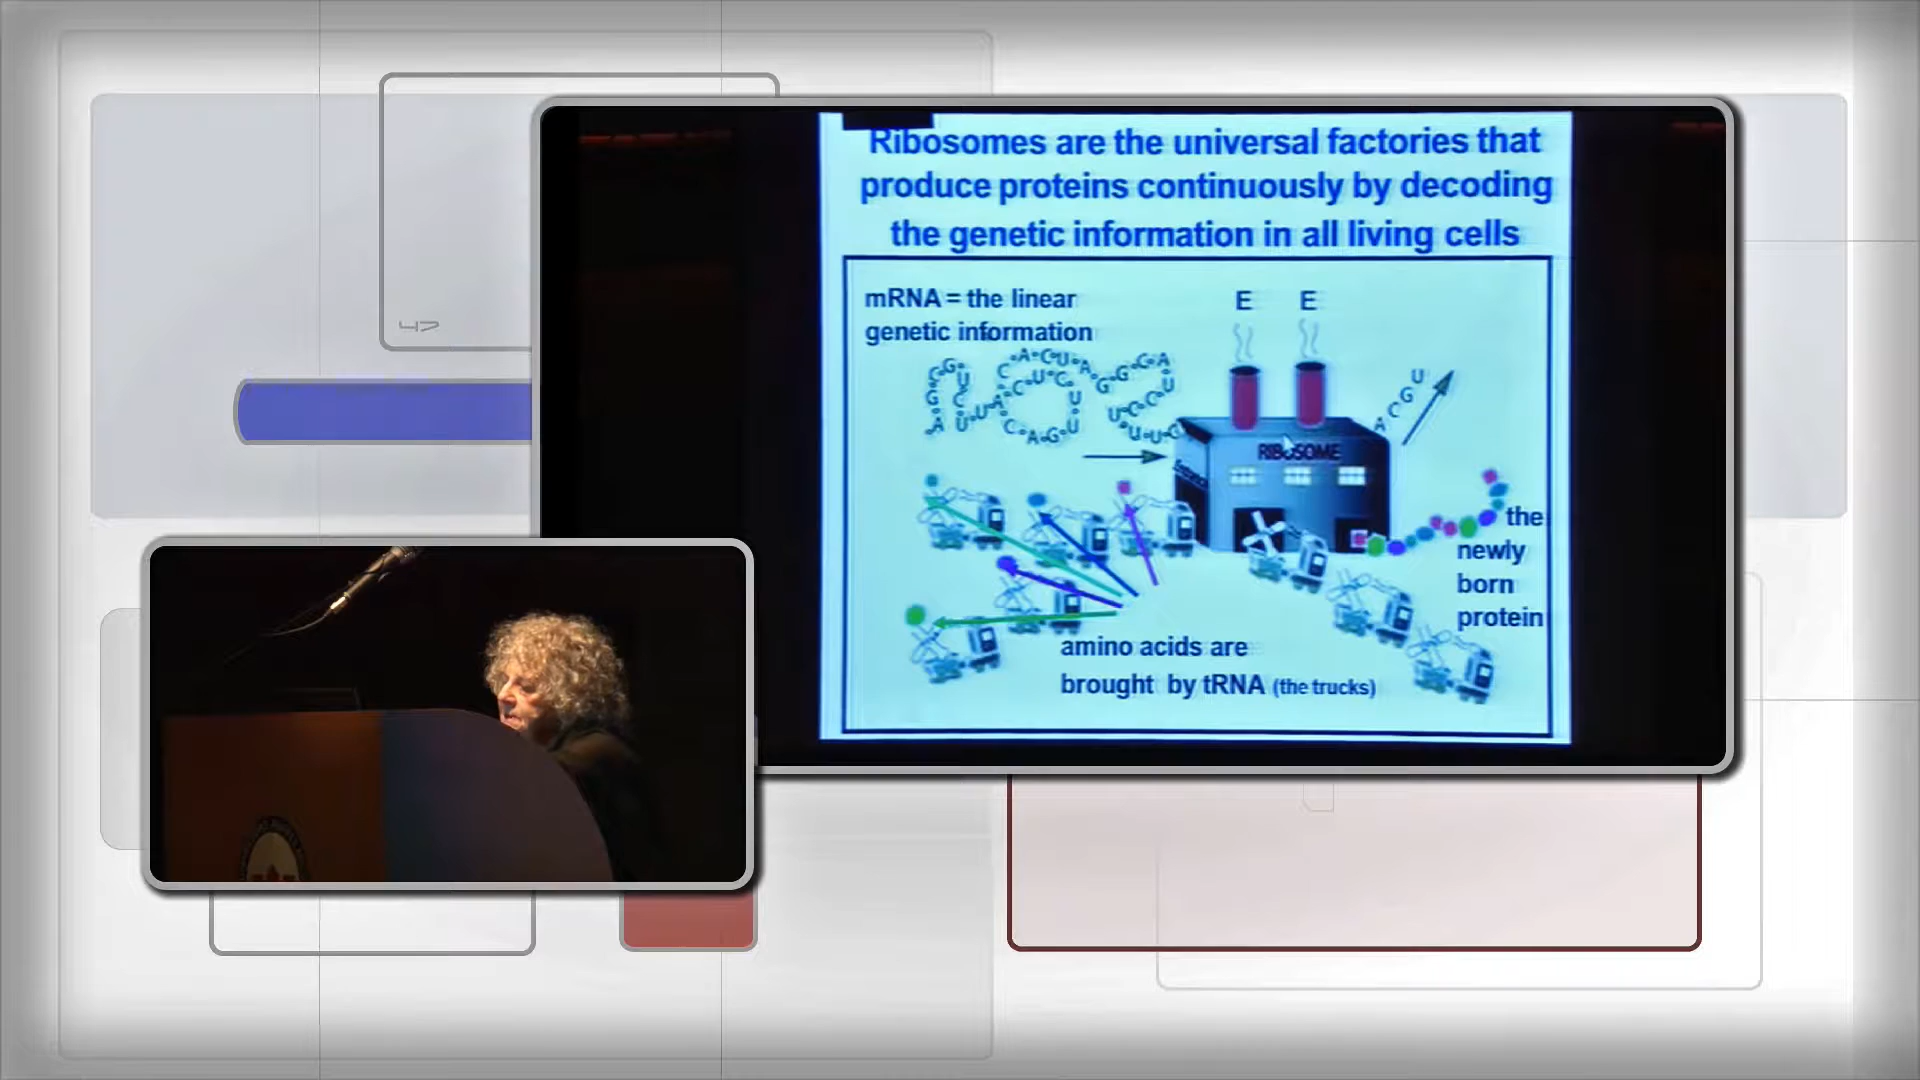 Ribosomes are the universal factories that
produce proteins continuously by decoding
the genetic information in all living cells
mRNA = the linear
genetic information
E E
RIBOSOME
A C G U
the
newly
born
protein
amino acids are
brought by tRNA (the trucks)